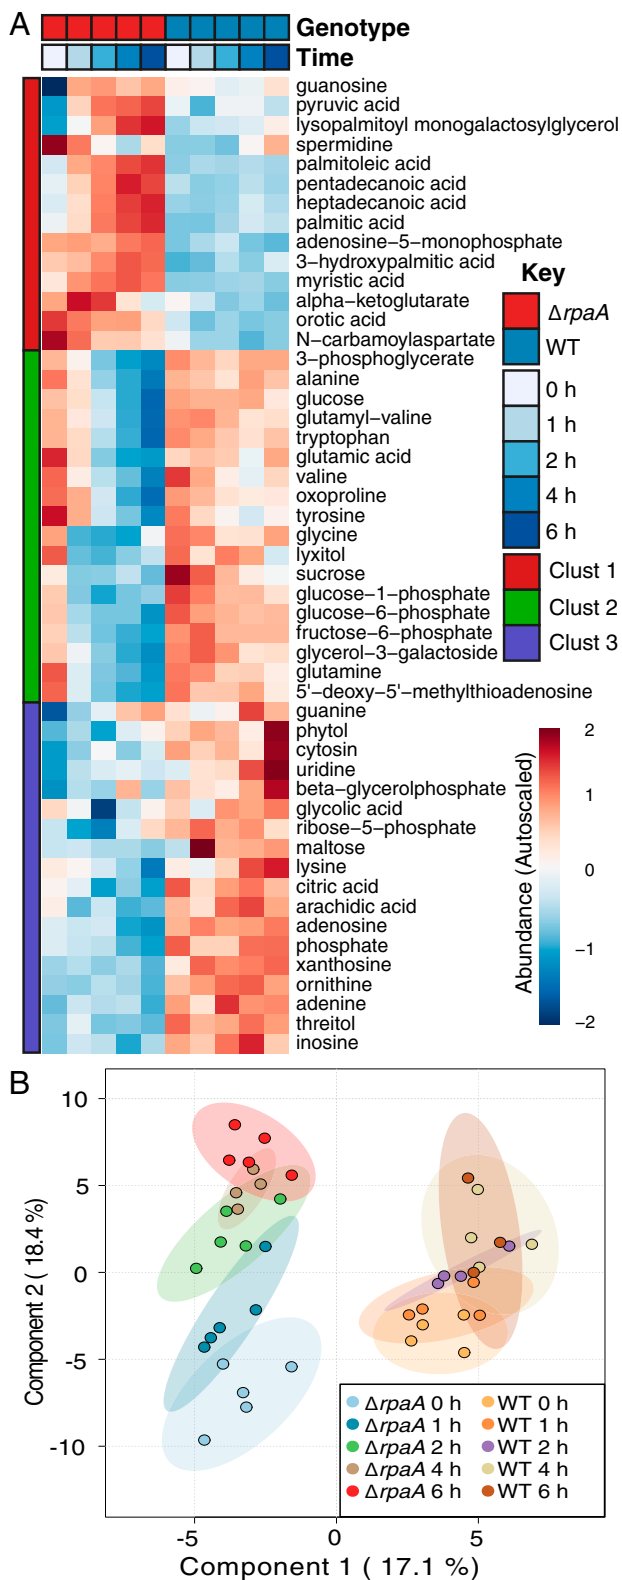 A
Genotype
Time
guanosine
pyruvic acid
lysopalmitoyl monogalactosylglycerol
spermidine
palmitoleic acid
pentadecanoic acid
heptadecanoic acid
palmitic acid
adenosine−5−monophosphate
3−hydroxypalmitic acid
myristic acid
alpha−ketoglutarate
orotic acid
N−carbamoylaspartate
3−phosphoglycerate
alanine
glucose
glutamyl−valine
tryptophan
glutamic acid
valine
oxoproline
tyrosine
glycine
lyxitol
sucrose
glucose−1−phosphate
glucose−6−phosphate
fructose−6−phosphate
glycerol−3−galactoside
glutamine
5'−deoxy−5'−methylthioadenosine
guanine
phytol
cytosin
uridine
beta−glycerolphosphate
glycolic acid
ribose−5−phosphate
maltose
lysine
citric acid
arachidic acid
adenosine
phosphate
xanthosine
ornithine
adenine
threitol
inosine
Key
ΔrpaA
WT
0 h
1 h
2 h
4 h
6 h
Clust 1
Clust 2
Clust 3
Abundance (Autoscaled)
2
1
0
−1
−2
B
Component 2 ( 18.4 %)
10
5
0
-5
-10
ΔrpaA 0 h
ΔrpaA 1 h
ΔrpaA 2 h
ΔrpaA 4 h
ΔrpaA 6 h
WT 0 h
WT 1 h
WT 2 h
WT 4 h
WT 6 h
-5
0
5
Component 1 ( 17.1 %)